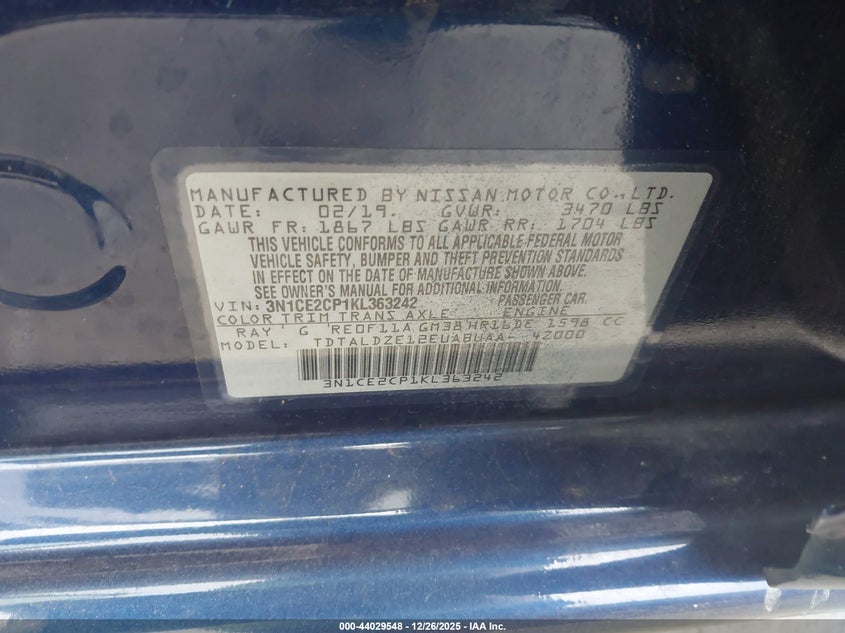 MANUFACTURED BY NISSAN MOTOR CO., LTD.
DATE: 02/19. GVWR: 3470 LBS
GAWR FR: 1867 LBS GAWR RR: 1704 LBS
THIS VEHICLE CONFORMS TO ALL APPLICABLE FEDERAL MOTOR
VEHICLE SAFETY, BUMPER AND THEFT PREVENTION STANDARDS
IN EFFECT ON THE DATE OF MANUFACTURE SHOWN ABOVE.
SEE OWNER'S MANUAL FOR ADDITIONAL INFORMATION.
VIN: 3N1CE2CP1KL363242 PASSENGER CAR.
COLOR TRIM TRANS AXLE ENGINE
RAY G RE0F11A GM38 HR16DE 1598 CC
MODEL: TDTALDZE12EUABUAA- 42000
3N1CE2CP1KL363242
000-44029548 - 12/26/2025 - IAA Inc.